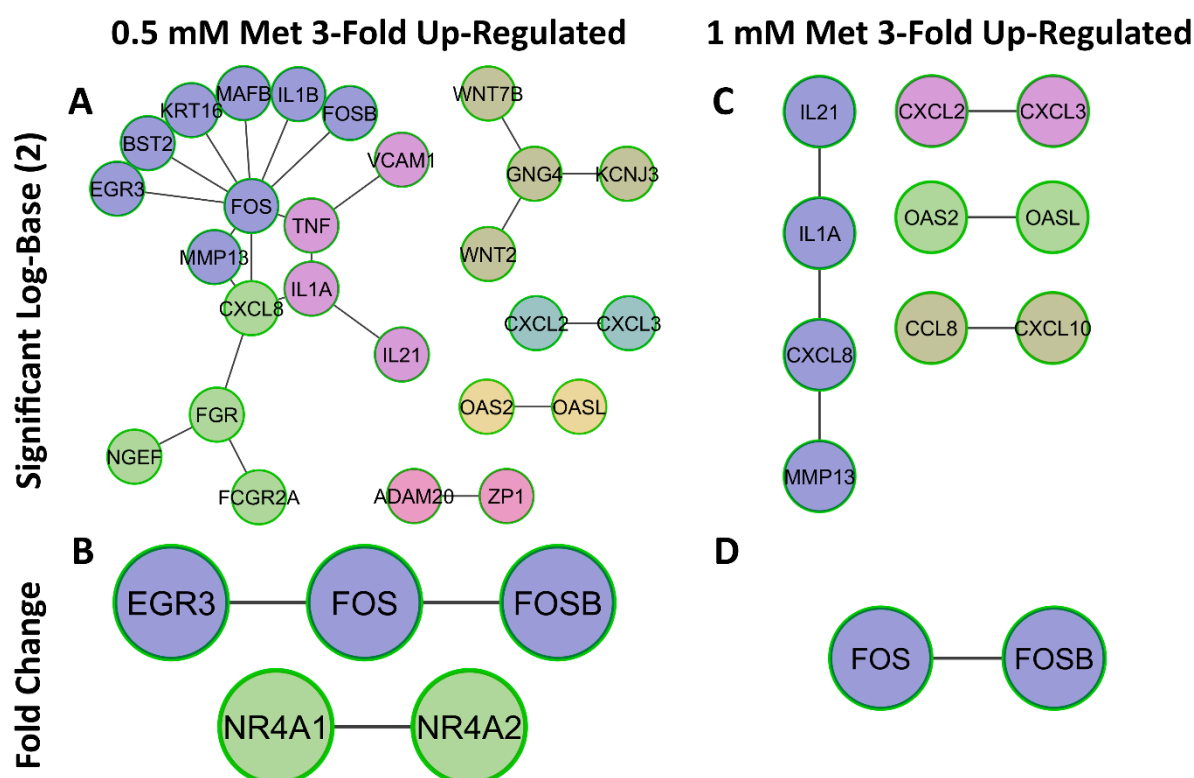 0.5 mM Met 3-Fold Up-Regulated
1 mM Met 3-Fold Up-Regulated
Significant Log-Base (2)
Fold Change
A
MAFB
IL1B
KRT16
FOSB
BST2
VCAM1
EGR3
FOS
TNF
MMP13
IL1A
CXCL8
IL21
FGR
NGEF
FCGR2A
WNT7B
GNG4
KCNJ3
WNT2
CXCL2
CXCL3
OAS2
OASL
ADAM20
ZP1
B
EGR3
FOS
FOSB
NR4A1
NR4A2
C
IL21
IL1A
CXCL8
MMP13
CXCL2
CXCL3
OAS2
OASL
CCL8
CXCL10
D
FOS
FOSB